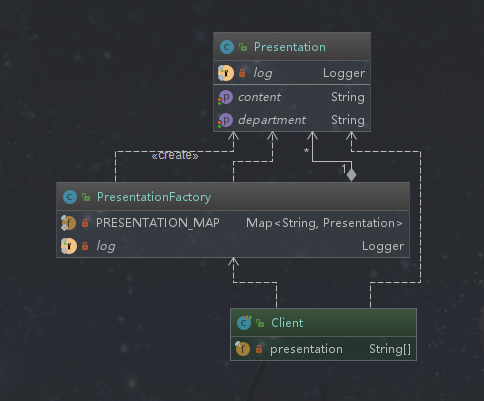 Presentation
log Logger
content String
department String
«create»
*
1
PresentationFactory
PRESENTATION_MAP Map<String, Presentation>
log Logger
Client
presentation String[]